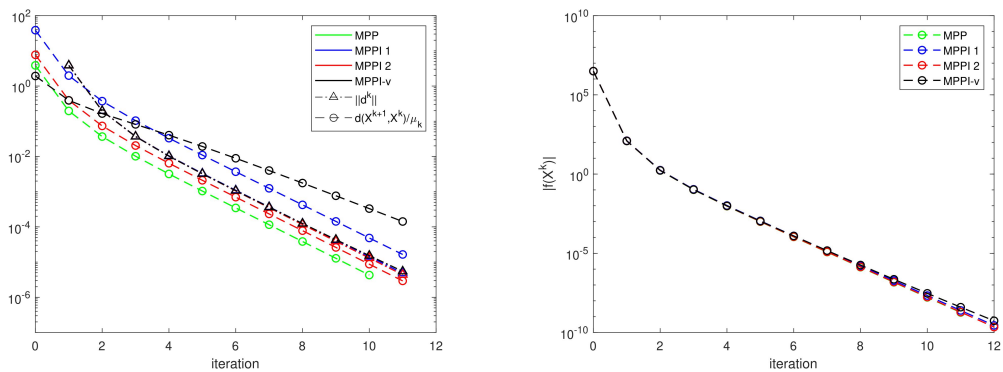 10^2
10^0
10^-2
10^-4
10^-6
0
2
4
6
8
10
12
iteration
MPP
MPPI 1
MPPI 2
MPPI-v
||d^k||
d(X^{k+1},X^k)/μ_k
10^10
10^5
10^0
10^-5
10^-10
|f(X^k)|
0
2
4
6
8
10
12
iteration
MPP
MPPI 1
MPPI 2
MPPI-v